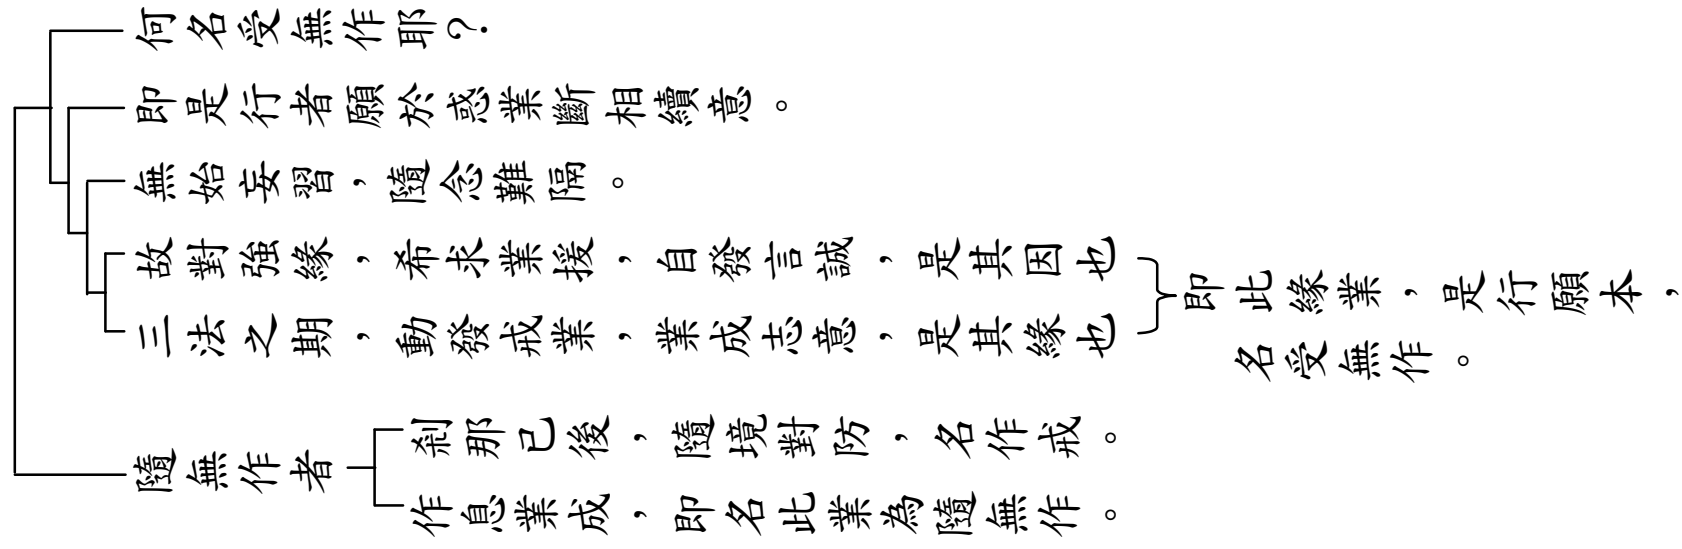 何名受無作耶？
即是行者願於惑業斷相續意。
無始妄習，隨念難隔。
故對強緣，希求業援，自發言誠，是其因也
三法之期，動發戒業，業成志意，是其緣也
即此緣業，是行願本，
名受無作。
隨無作者
剎那已後，隨境對防，名作戒。
作息業成，即名此業為隨無作。